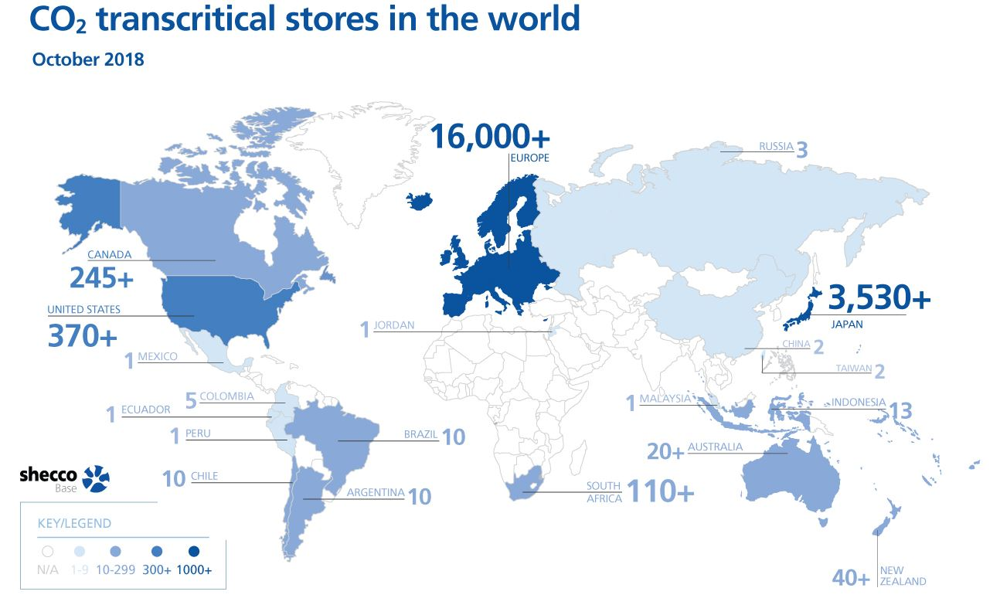 CO₂ transcritical stores in the world
October 2018
16,000+
EUROPE
RUSSIA 3
CANADA
245+
UNITED STATES
370+
3,530+
JAPAN
1 JORDAN
1 MEXICO
CHINA 2
TAIWAN 2
5 COLOMBIA
1 ECUADOR
1 PERU
BRAZIL 10
1 MALAYSIA
INDONESIA 13
20+ AUSTRALIA
10 CHILE
ARGENTINA 10
SOUTH
AFRICA 110+
40+ NEW
ZEALAND
shecco
Base
KEY/LEGEND
N/A 1-9 10-299 300+ 1000+